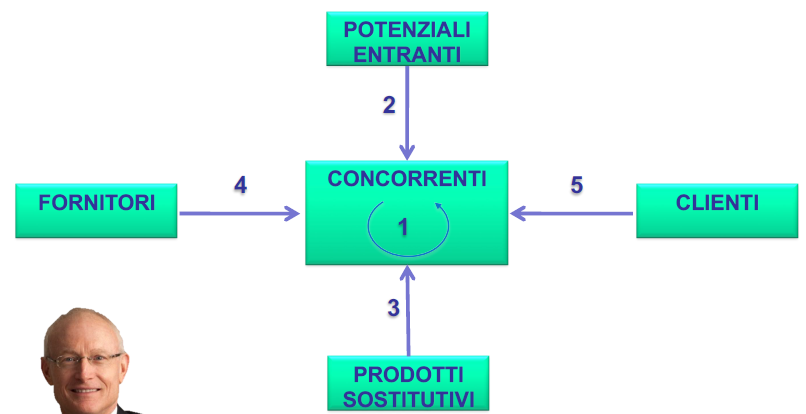 POTENZIALI
ENTRANTI
2
FORNITORI
4
CONCORRENTI
1
5
CLIENTI
3
PRODOTTI
SOSTITUTIVI